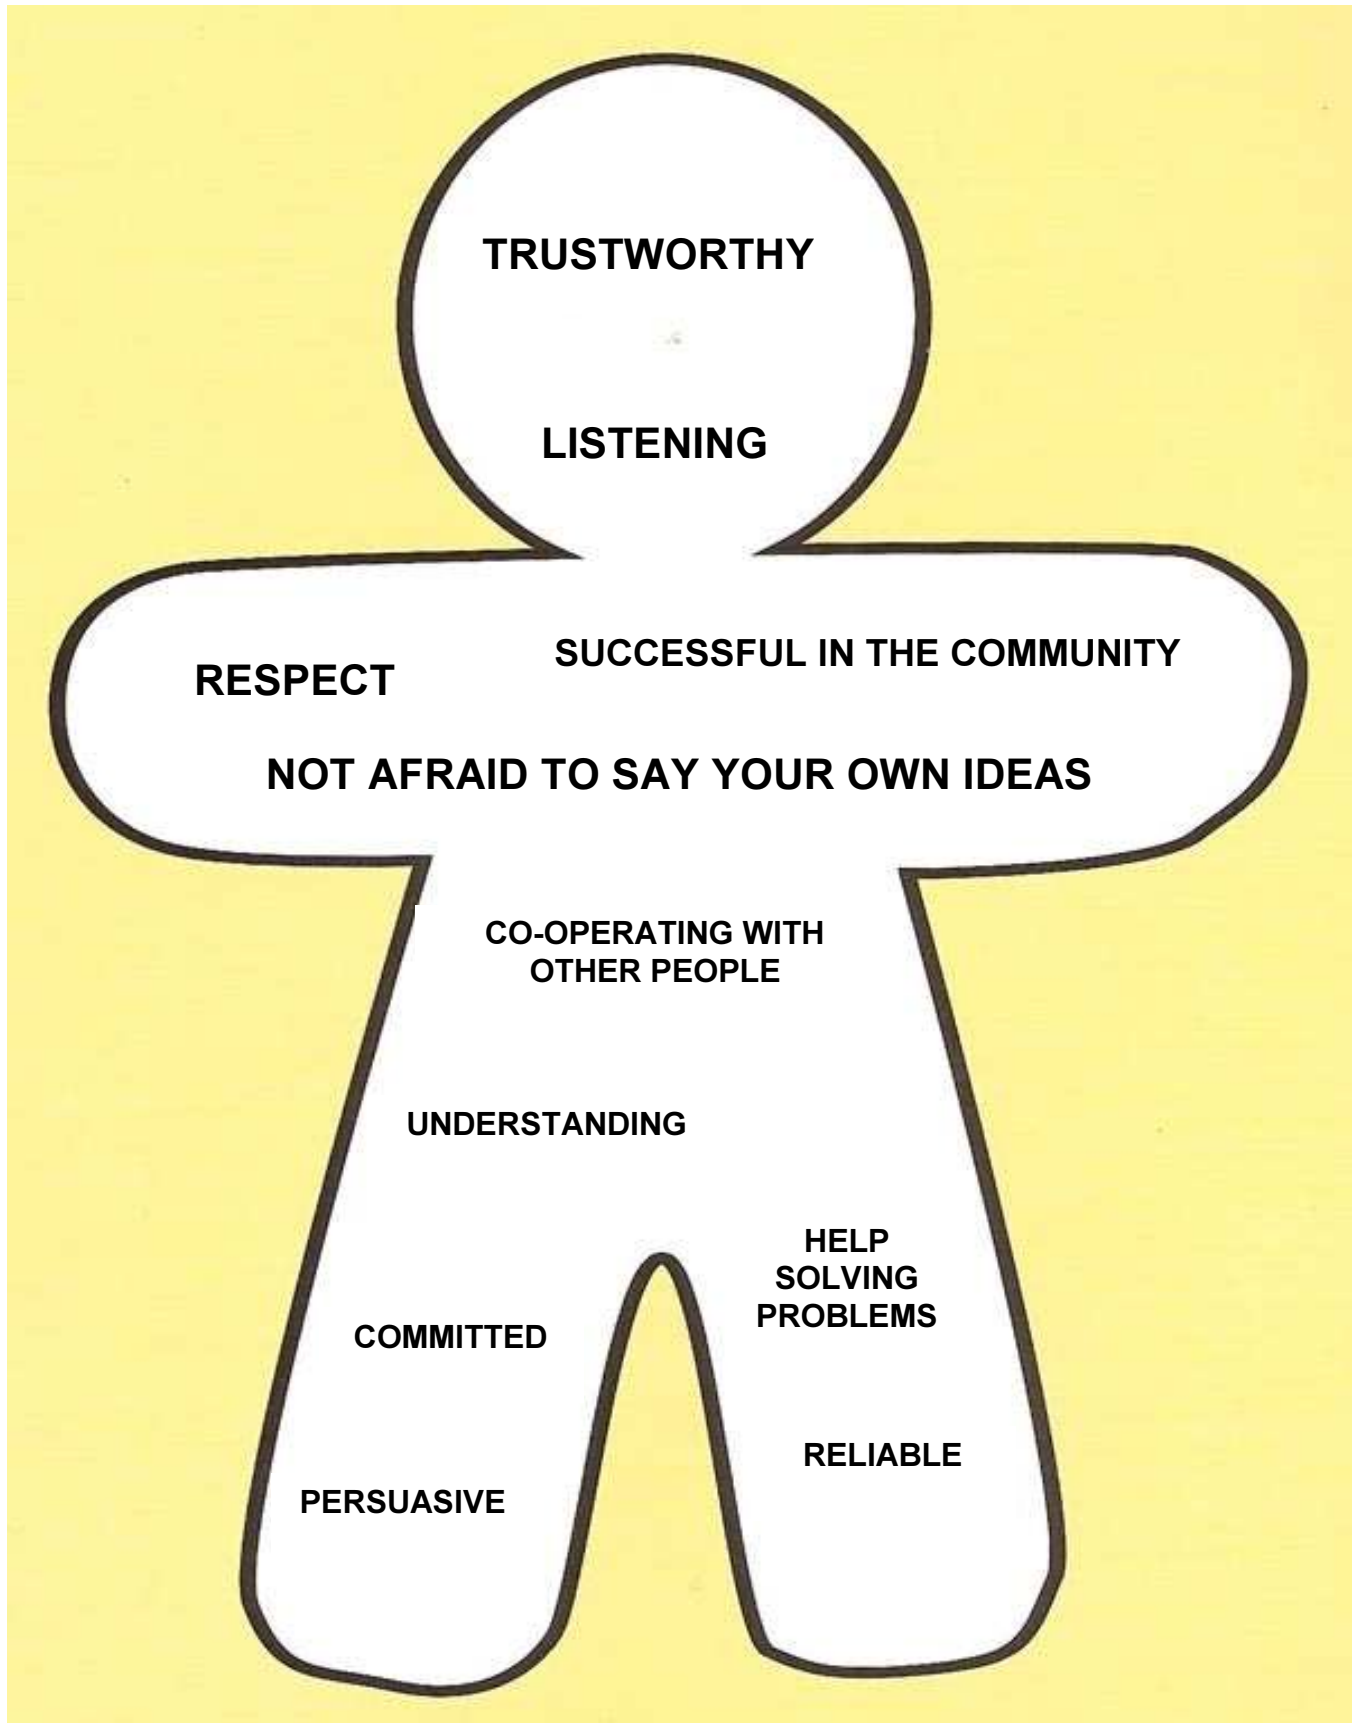 TRUSTWORTHY
LISTENING
RESPECT
SUCCESSFUL IN THE COMMUNITY
NOT AFRAID TO SAY YOUR OWN IDEAS
CO-OPERATING WITH
OTHER PEOPLE
UNDERSTANDING
HELP
SOLVING
PROBLEMS
COMMITTED
RELIABLE
PERSUASIVE